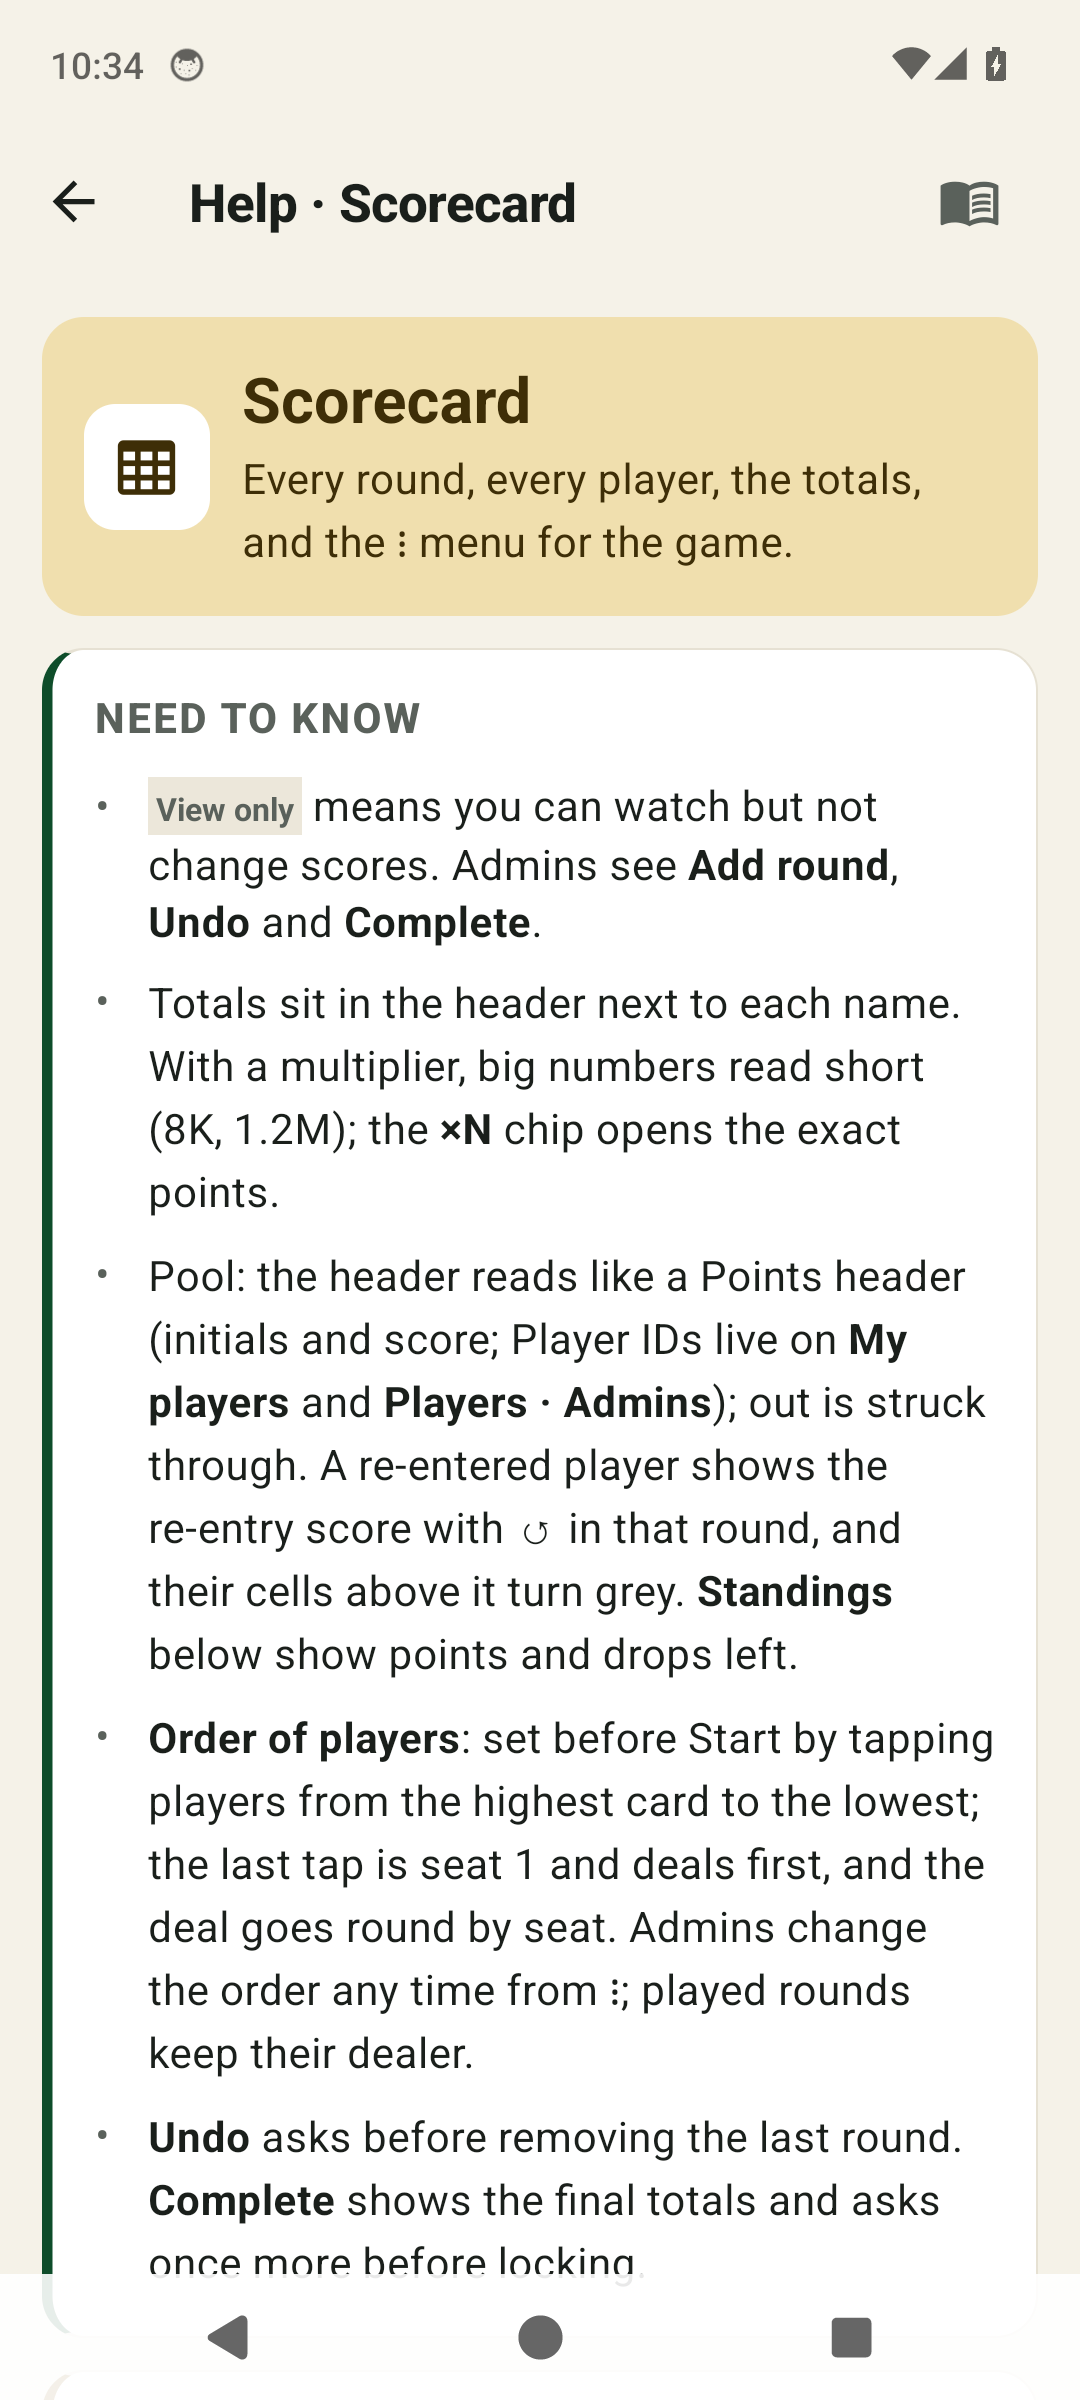 10:34
Help · Scorecard
Scorecard
Every round, every player, the totals,
and the ⋮ menu for the game.
NEED TO KNOW
• View only means you can watch but not
change scores. Admins see Add round,
Undo and Complete.
• Totals sit in the header next to each name.
With a multiplier, big numbers read short
(8K, 1.2M); the ×N chip opens the exact
points.
• Pool: the header reads like a Points header
(initials and score; Player IDs live on My
players and Players · Admins); out is struck
through. A re-entered player shows the
re-entry score with ↺ in that round, and
their cells above it turn grey. Standings
below show points and drops left.
• Order of players: set before Start by tapping
players from the highest card to the lowest;
the last tap is seat 1 and deals first, and the
deal goes round by seat. Admins change
the order any time from ⋮; played rounds
keep their dealer.
• Undo asks before removing the last round.
Complete shows the final totals and asks
once more before locking.